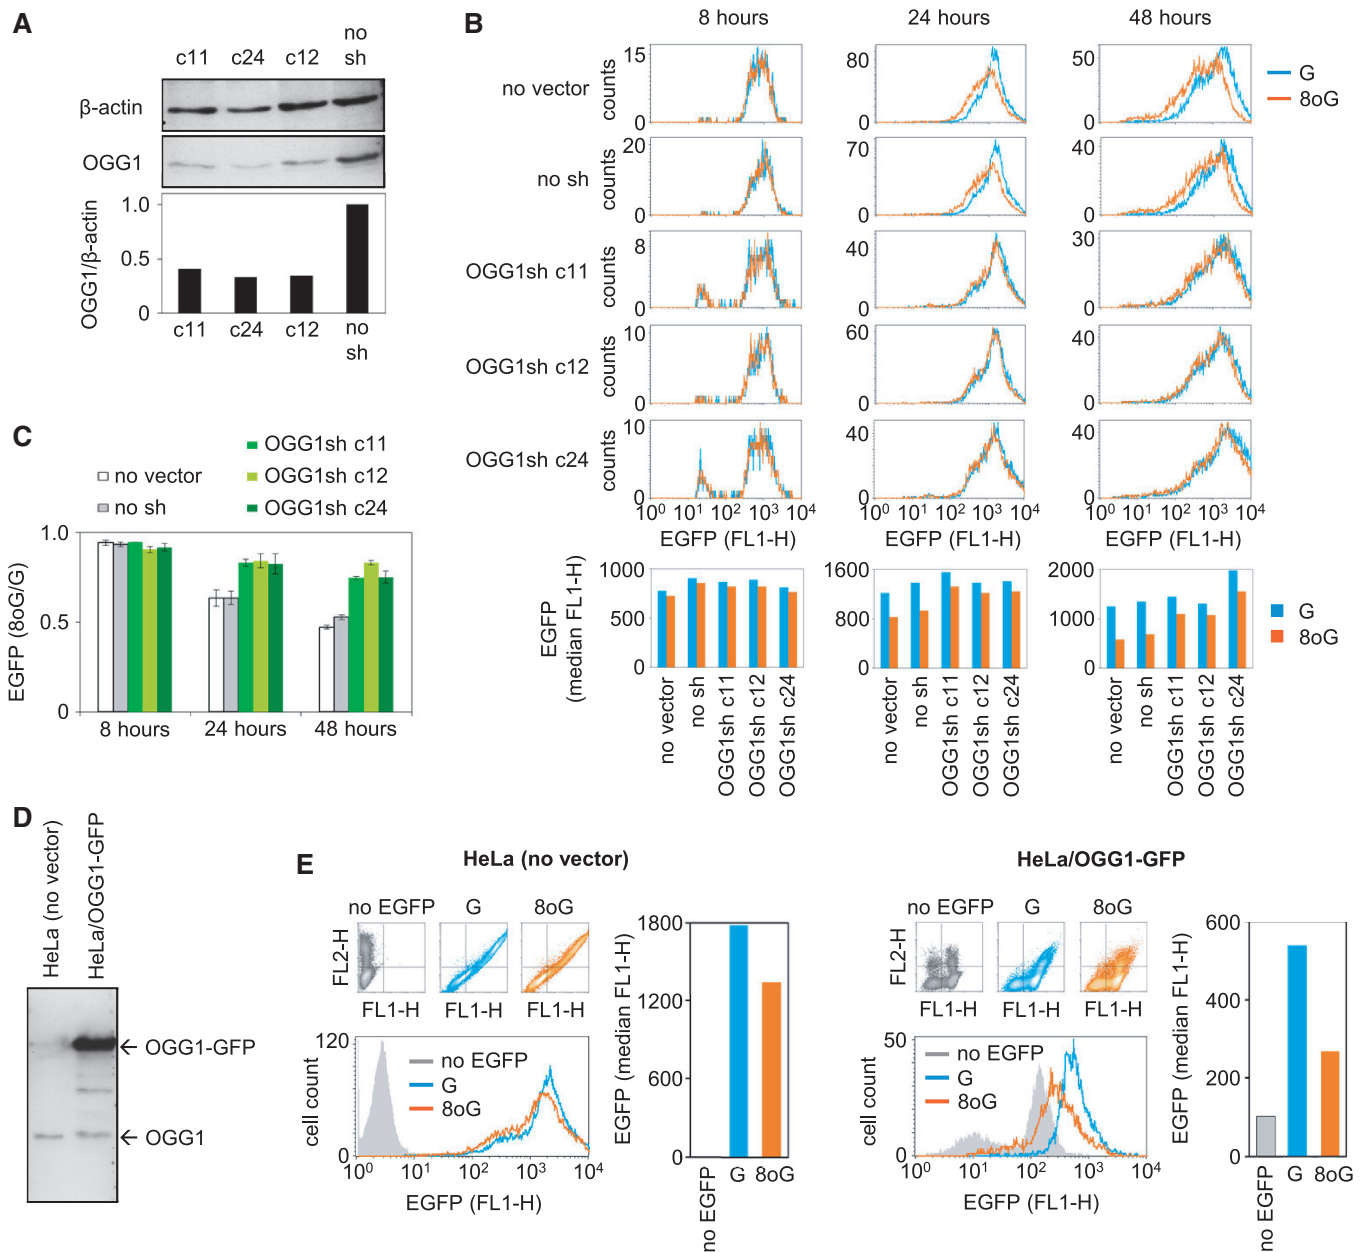 A
c11 c24 c12 no sh
β-actin
OGG1
OGG1/β-actin
1.0
0.5
0
c11 c24 c12 no sh
B
8 hours 24 hours 48 hours
no vector
counts
15
0
80
0
50
0
G
8oG
no sh
counts
20
0
70
0
40
0
OGG1sh c11
counts
8
0
40
0
30
0
OGG1sh c12
counts
10
0
60
0
40
0
OGG1sh c24
counts
10
0
40
0
40
0
10⁰ 10¹ 10² 10³ 10⁴
10⁰ 10¹ 10² 10³ 10⁴
10⁰ 10¹ 10² 10³ 10⁴
EGFP (FL1-H) EGFP (FL1-H) EGFP (FL1-H)
EGFP
(median FL1-H)
1000
500
0
1600
800
0
2000
1000
0
G
8oG
no vector
no sh
OGG1sh c11
OGG1sh c12
OGG1sh c24
no vector
no sh
OGG1sh c11
OGG1sh c12
OGG1sh c24
no vector
no sh
OGG1sh c11
OGG1sh c12
OGG1sh c24
C
no vector
no sh
OGG1sh c11
OGG1sh c12
OGG1sh c24
EGFP (8oG/G)
1.0
0.5
0
8 hours 24 hours 48 hours
D
HeLa (no vector)
HeLa/OGG1-GFP
← OGG1-GFP
← OGG1
E
HeLa (no vector)
no EGFP G 8oG
FL2-H
FL1-H FL1-H FL1-H
120
0
cell count
no EGFP
G
8oG
10⁰ 10¹ 10² 10³ 10⁴
EGFP (FL1-H)
EGFP (median FL1-H)
1800
1200
600
0
no EGFP
G
8oG
HeLa/OGG1-GFP
no EGFP G 8oG
FL2-H
FL1-H FL1-H FL1-H
50
0
cell count
no EGFP
G
8oG
10⁰ 10¹ 10² 10³ 10⁴
EGFP (FL1-H)
EGFP (median FL1-H)
600
400
200
0
no EGFP
G
8oG